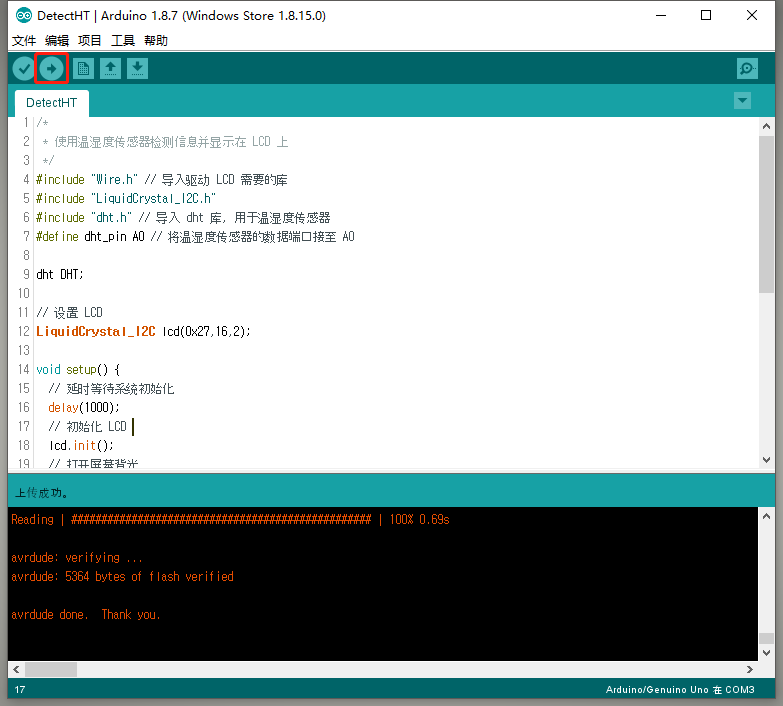 DetectHT | Arduino 1.8.7 (Windows Store 1.8.15.0)
文件 编辑 项目 工具 帮助
DetectHT
1 /*
2 * 使用温湿度传感器检测信息并显示在 LCD 上
3 */
4 #include "Wire.h" // 导入驱动 LCD 需要的库
5 #include "LiquidCrystal_I2C.h"
6 #include "dht.h" // 导入 dht 库, 用于温湿度传感器
7 #define dht_pin A0 // 将温湿度传感器的数据端口接至 A0
8
9 dht DHT;
10
11 // 设置 LCD
12 LiquidCrystal_I2C lcd(0x27,16,2);
13
14 void setup() {
15 // 延时等待系统初始化
16 delay(1000);
17 // 初始化 LCD
18 lcd.init();
19 // 打开屏幕背光
上传成功。
Reading | ################################################## | 100% 0.69s
avrdude: verifying ...
avrdude: 5364 bytes of flash verified
avrdude done.  Thank you.
17 Arduino/Genuino Uno 在 COM3